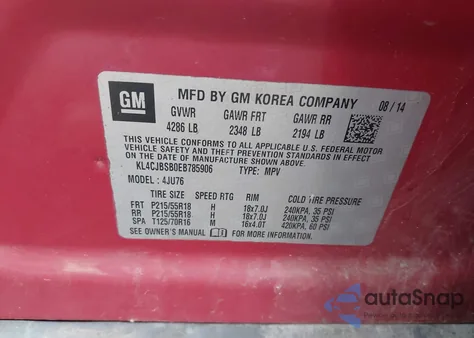 GM
MFD BY GM KOREA COMPANY 08/14
GVWR GAWR FRT GAWR RR
4286 LB 2348 LB 2194 LB
THIS VEHICLE CONFORMS TO ALL APPLICABLE U.S. FEDERAL MOTOR
VEHICLE SAFETY AND THEFT PREVENTION STANDARDS IN EFFECT ON THE
DATE OF MANUFACTURE SHOWN ABOVE.
KL4CJBSB0EB785906 TYPE: MPV
MODEL: 4JU76
TIRE SIZE SPEED RTG RIM COLD TIRE PRESSURE
FRT P215/55R18 H 18x7.0J 240KPA, 35 PSI
RR P215/55R18 H 18x7.0J 240KPA, 35 PSI
SPA T125/70R16 M 16x4.0T 420KPA, 60 PSI
SEE OWNER'S MANUAL FOR MORE INFORMATION.
autoSnap